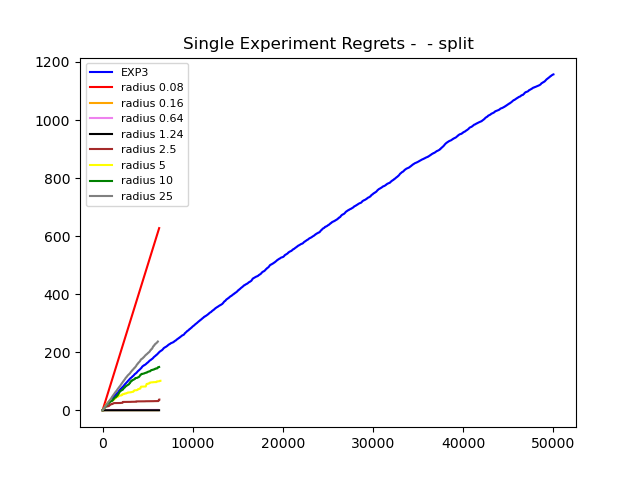 Single Experiment Regrets -  - split
1200
1000
800
600
400
200
0
EXP3
radius 0.08
radius 0.16
radius 0.64
radius 1.24
radius 2.5
radius 5
radius 10
radius 25
0 10000 20000 30000 40000 50000